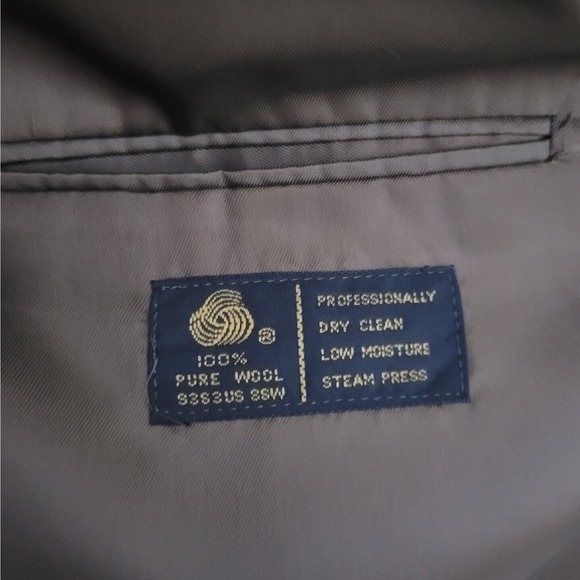 ®
100%
PURE WOOL
PROFESSIONALLY
DRY CLEAN
LOW MOISTURE
STEAM PRESS